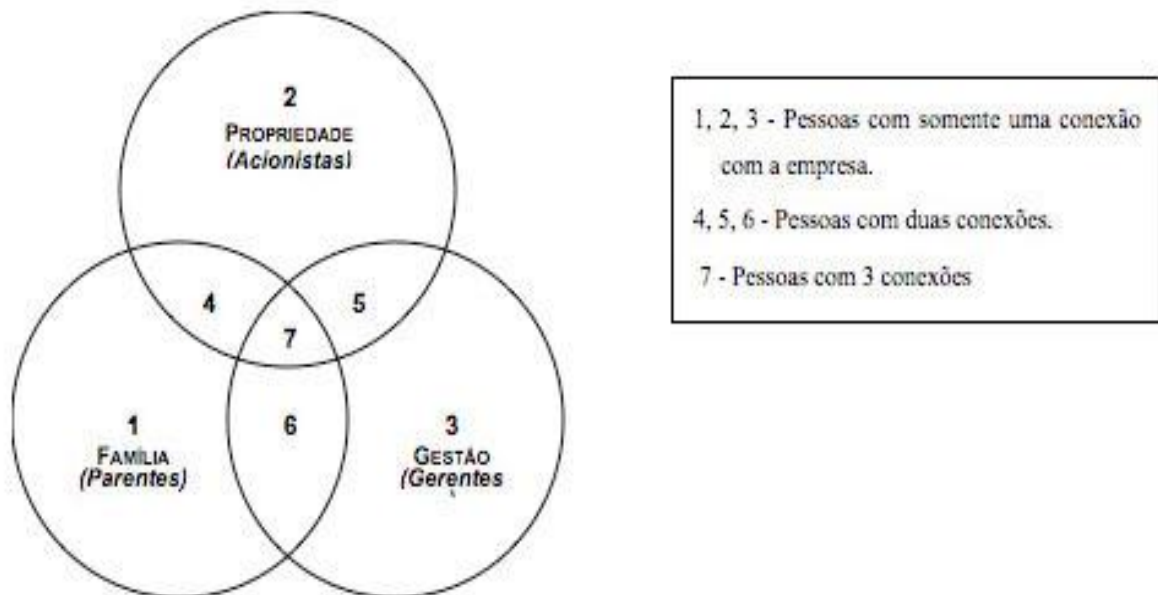 2
PROPRIEDADE
(Acionistas)
4
5
7
1
FAMÍLIA
(Parentes)
6
3
GESTÃO
(Gerentes
1, 2, 3 - Pessoas com somente uma conexão
com a empresa.
4, 5, 6 - Pessoas com duas conexões.
7 - Pessoas com 3 conexões